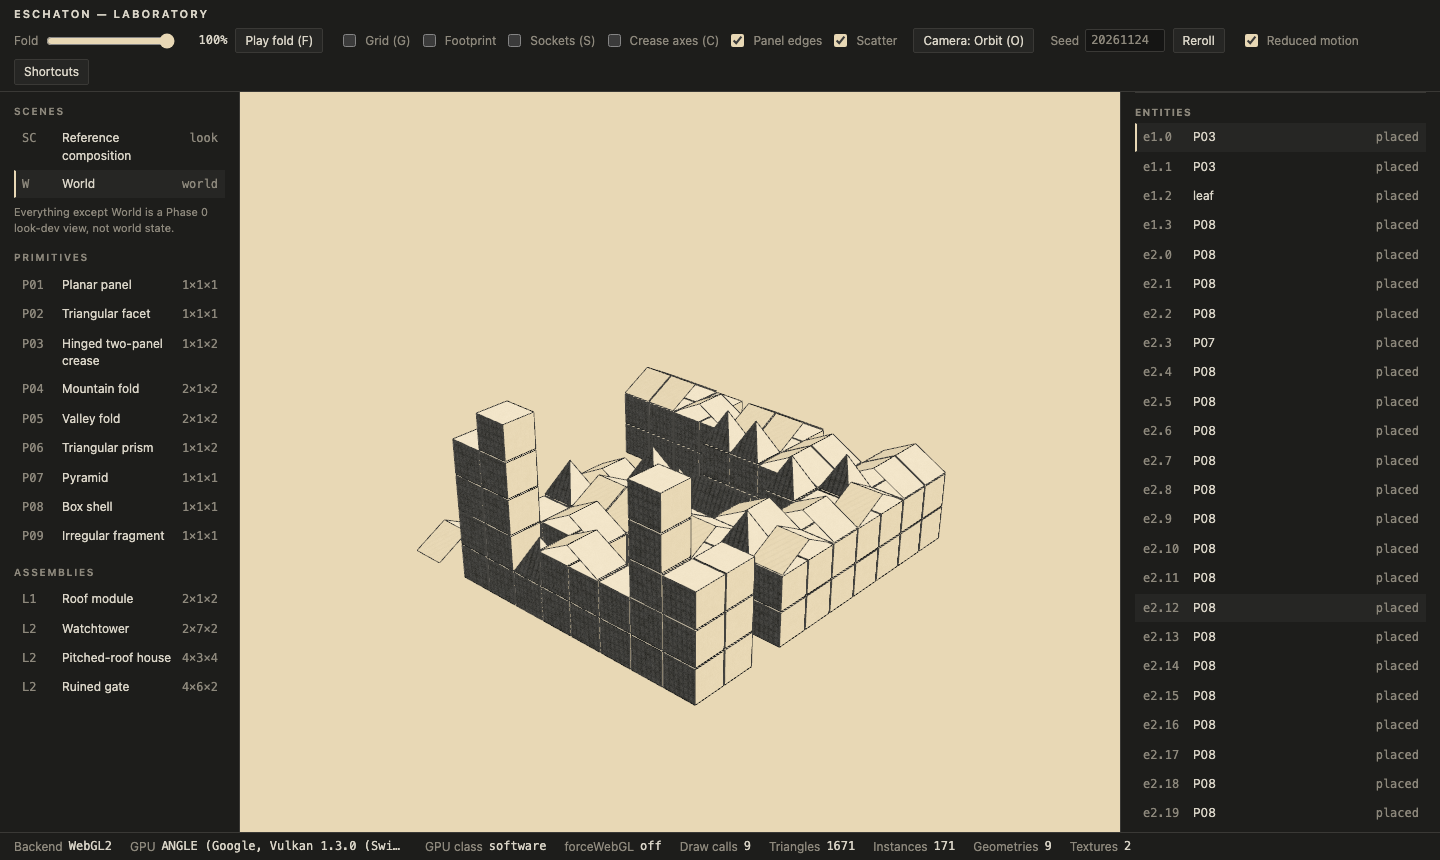 ESCHATON — LABORATORY
Fold 100% Play fold (F) Grid (G) Footprint Sockets (S) Crease axes (C) Panel edges Scatter Camera: Orbit (O) Seed 20261124 Reroll Reduced motion
Shortcuts
SCENES
SC Reference composition look
W World world
Everything except World is a Phase 0
look-dev view, not world state.
PRIMITIVES
P01 Planar panel 1×1×1
P02 Triangular facet 1×1×1
P03 Hinged two-panel crease 1×1×2
P04 Mountain fold 2×1×2
P05 Valley fold 2×1×2
P06 Triangular prism 1×1×2
P07 Pyramid 1×1×1
P08 Box shell 1×1×1
P09 Irregular fragment 1×1×1
ASSEMBLIES
L1 Roof module 2×1×2
L2 Watchtower 2×7×2
L2 Pitched-roof house 4×3×4
L2 Ruined gate 4×6×2
ENTITIES
e1.0 P03 placed
e1.1 P03 placed
e1.2 leaf placed
e1.3 P08 placed
e2.0 P08 placed
e2.1 P08 placed
e2.2 P08 placed
e2.3 P07 placed
e2.4 P08 placed
e2.5 P08 placed
e2.6 P08 placed
e2.7 P08 placed
e2.8 P08 placed
e2.9 P08 placed
e2.10 P08 placed
e2.11 P08 placed
e2.12 P08 placed
e2.13 P08 placed
e2.14 P08 placed
e2.15 P08 placed
e2.16 P08 placed
e2.17 P08 placed
e2.18 P08 placed
e2.19 P08 placed
Backend WebGL2 GPU ANGLE (Google, Vulkan 1.3.0 (Swi… GPU class software forceWebGL off Draw calls 9 Triangles 1671 Instances 171 Geometries 9 Textures 2